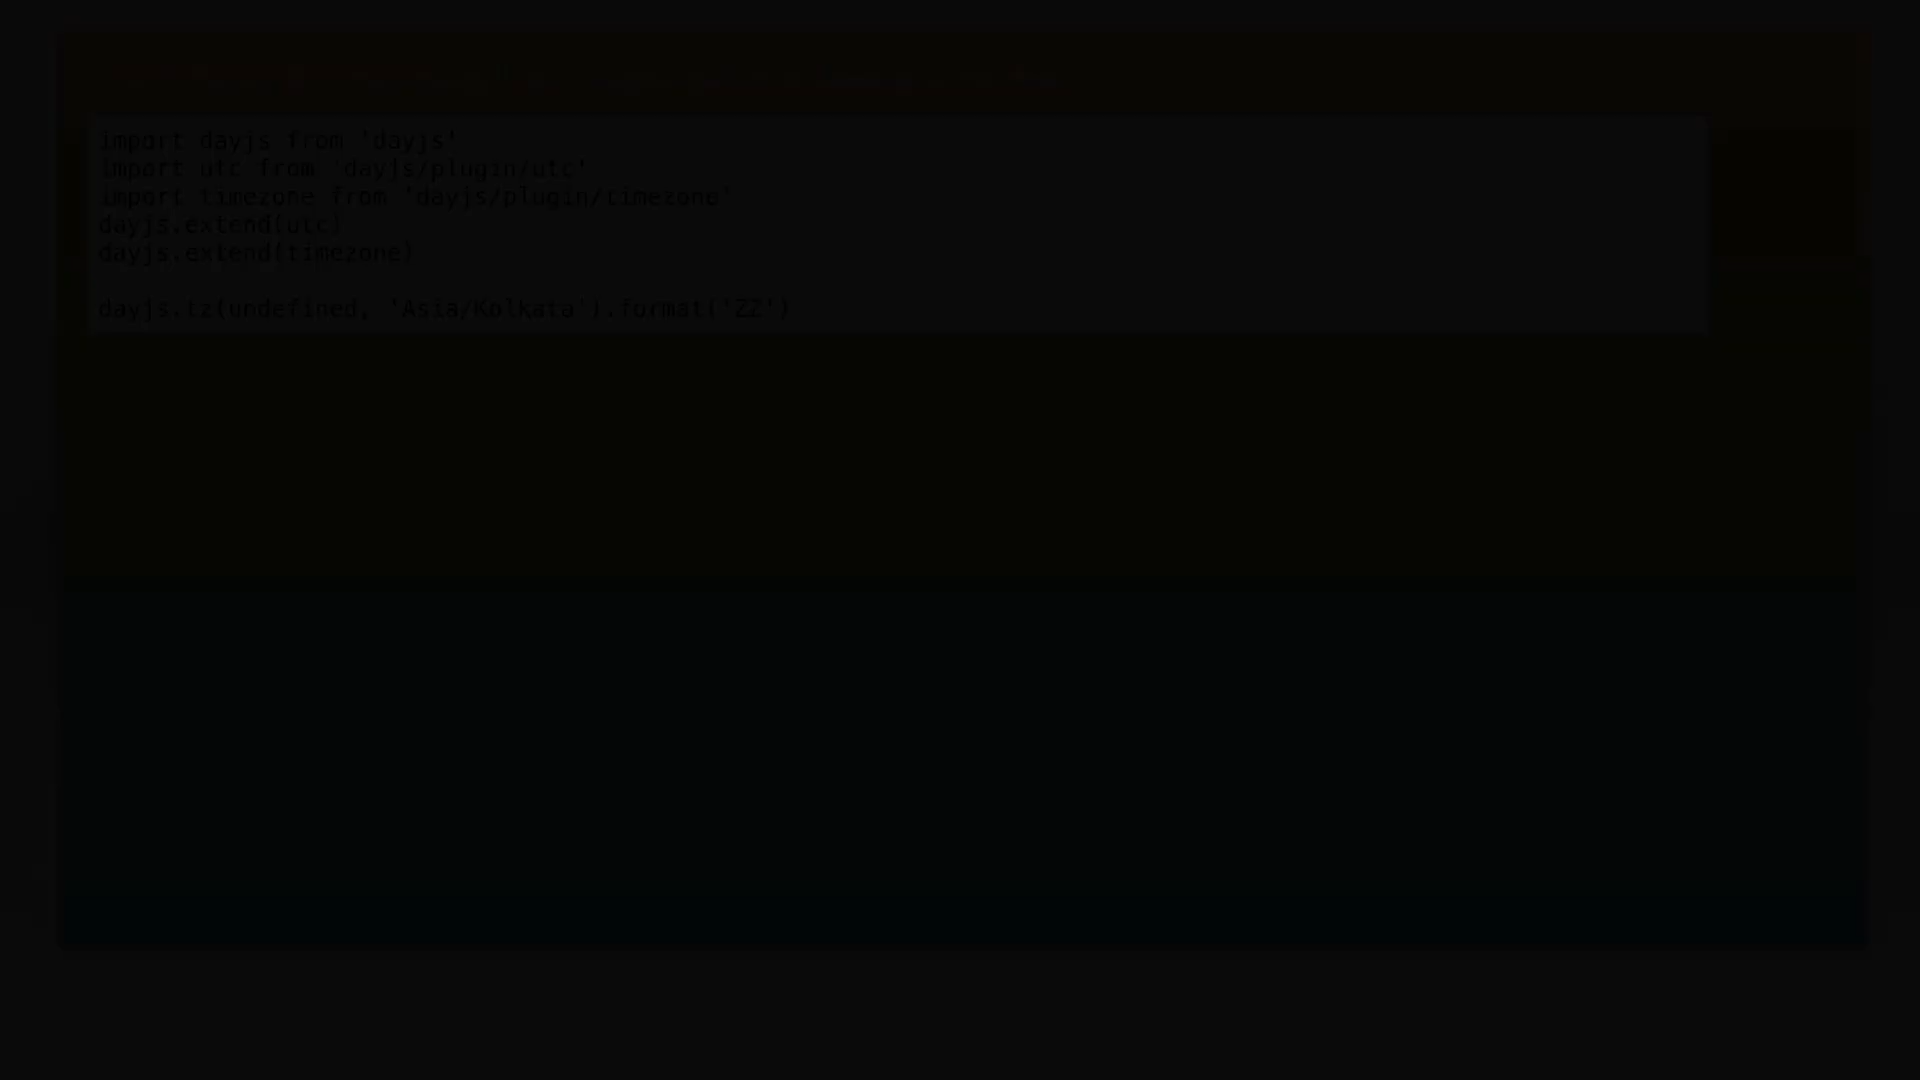 import dayjs from 'dayjs'
import utc from 'dayjs/plugin/utc'
import timezone from 'dayjs/plugin/timezone'
dayjs.extend(utc)
dayjs.extend(timezone)

dayjs.tz(undefined, 'Asia/Kolkata').format('ZZ')